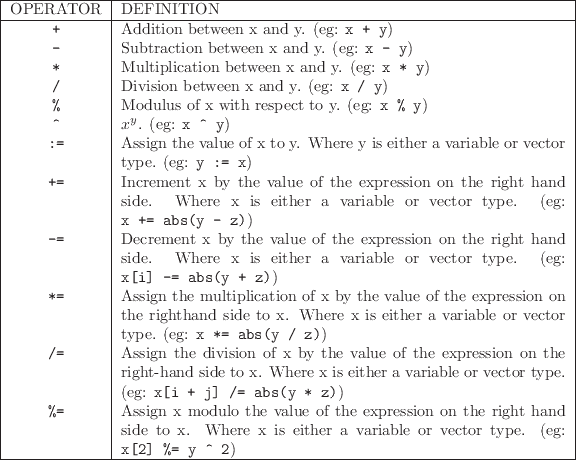 OPERATOR DEFINITION
+ Addition between x and y. (eg: x + y)
- Subtraction between x and y. (eg: x - y)
* Multiplication between x and y. (eg: x * y)
/ Division between x and y. (eg: x / y)
% Modulus of x with respect to y. (eg: x % y)
^ x^y. (eg: x ^ y)
:= Assign the value of x to y. Where y is either a variable or vector
type. (eg: y := x)
+= Increment x by the value of the expression on the right hand
side. Where x is either a variable or vector type. (eg:
x += abs(y - z))
-= Decrement x by the value of the expression on the right hand
side. Where x is either a variable or vector type. (eg:
x[i] -= abs(y + z))
*= Assign the multiplication of x by the value of the expression on
the righthand side to x. Where x is either a variable or vector
type. (eg: x *= abs(y / z))
/= Assign the division of x by the value of the expression on the
right-hand side to x. Where x is either a variable or vector type.
(eg: x[i + j] /= abs(y * z))
%= Assign x modulo the value of the expression on the right hand
side to x. Where x is either a variable or vector type. (eg:
x[2] %= y ^ 2)